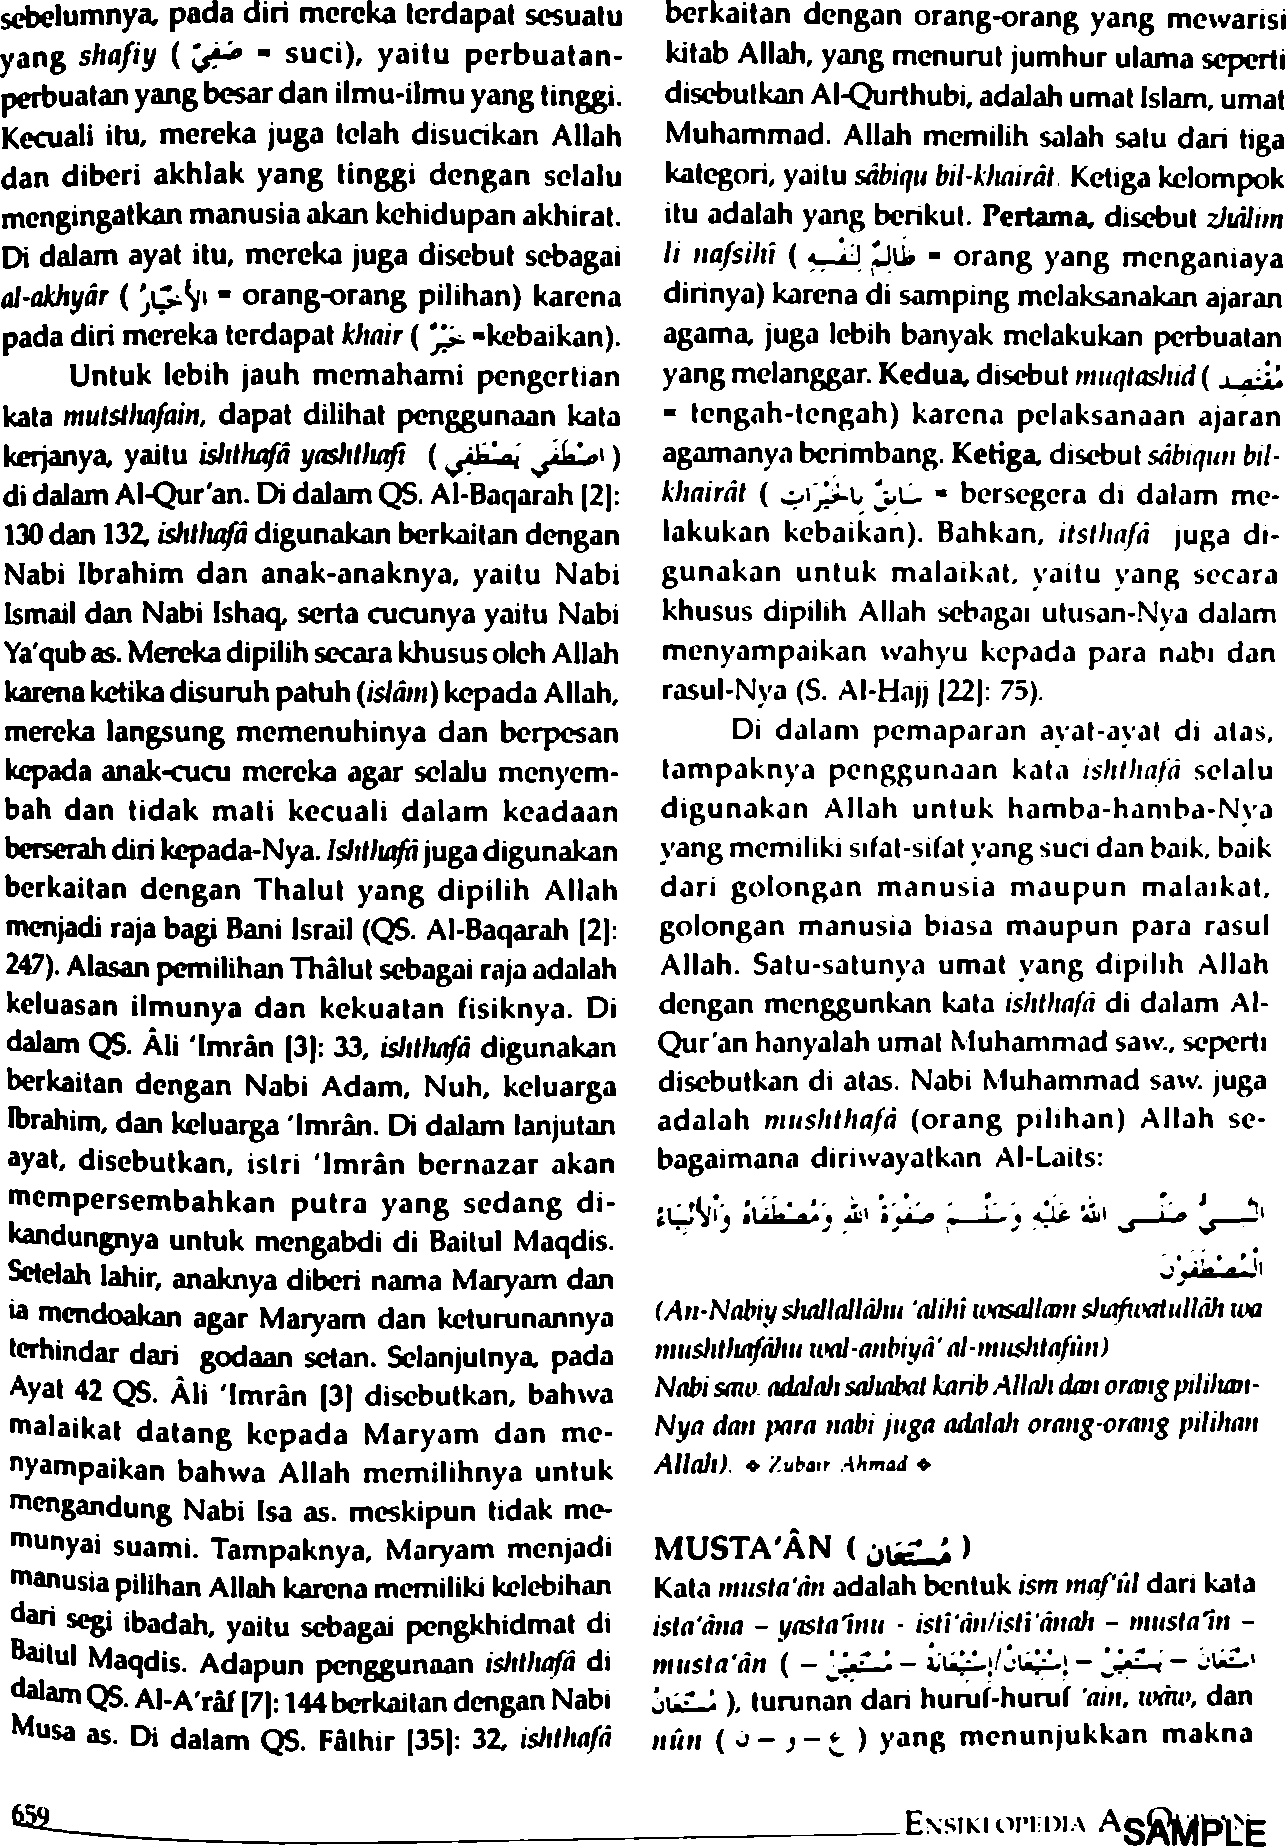 sebelumnya, pada diri mereka terdapat sesuatu
yang shafiy ( صَفِيّ = suci), yaitu perbuatan-
perbuatan yang besar dan ilmu-ilmu yang tinggi.
Kecuali itu, mereka juga telah disucikan Allah
dan diberi akhlak yang tinggi dengan selalu
mengingatkan manusia akan kehidupan akhirat.
Di dalam ayat itu, mereka juga disebut sebagai
al-akhyâr ( الأَخْيَارُ = orang-orang pilihan) karena
pada diri mereka terdapat khair ( خَيْرٌ =kebaikan).
Untuk lebih jauh memahami pengertian
kata mutsthafain, dapat dilihat penggunaan kata
kerjanya, yaitu ishthafâ yashthafi ( اصْطَفَى يَصْطَفِي )
di dalam Al-Qur'an. Di dalam QS. Al-Baqarah [2]:
130 dan 132, ishthafâ digunakan berkaitan dengan
Nabi Ibrahim dan anak-anaknya, yaitu Nabi
Ismail dan Nabi Ishaq, serta cucunya yaitu Nabi
Ya'qub as. Mereka dipilih secara khusus oleh Allah
karena ketika disuruh patuh (islâm) kepada Allah,
mereka langsung memenuhinya dan berpesan
kepada anak-cucu mereka agar selalu menyem-
bah dan tidak mati kecuali dalam keadaan
berserah diri kepada-Nya. Ishthafâ juga digunakan
berkaitan dengan Thalut yang dipilih Allah
menjadi raja bagi Bani Israil (QS. Al-Baqarah [2]:
247). Alasan pemilihan Thâlut sebagai raja adalah
keluasan ilmunya dan kekuatan fisiknya. Di
dalam QS. Âli 'Imrân [3]: 33, ishthafâ digunakan
berkaitan dengan Nabi Adam, Nuh, keluarga
Ibrahim, dan keluarga 'Imrân. Di dalam lanjutan
ayat, disebutkan, istri 'Imrân bernazar akan
mempersembahkan putra yang sedang di-
kandungnya untuk mengabdi di Baitul Maqdis.
Setelah lahir, anaknya diberi nama Maryam dan
ia mendoakan agar Maryam dan keturunannya
terhindar dari godaan setan. Selanjutnya, pada
Ayat 42 QS. Âli 'Imrân [3] disebutkan, bahwa
malaikat datang kepada Maryam dan me-
nyampaikan bahwa Allah memilihnya untuk
mengandung Nabi Isa as. meskipun tidak me-
munyai suami. Tampaknya, Maryam menjadi
manusia pilihan Allah karena memiliki kelebihan
dari segi ibadah, yaitu sebagai pengkhidmat di
Baitul Maqdis. Adapun penggunaan ishthafâ di
dalam QS. Al-A'râf [7]: 144 berkaitan dengan Nabi
Musa as. Di dalam QS. Fâthir [35]: 32, ishthafâ
berkaitan dengan orang-orang yang mewarisi
kitab Allah, yang menurut jumhur ulama seperti
disebutkan Al-Qurthubi, adalah umat Islam, umat
Muhammad. Allah memilih salah satu dari tiga
kategori, yaitu sâbiqu bil-khairât. Ketiga kelompok
itu adalah yang berikut. Pertama, disebut zhâlim
li nafsihî ( ظَالِمٌ لِنَفْسِهِ = orang yang menganiaya
dirinya) karena di samping melaksanakan ajaran
agama, juga lebih banyak melakukan perbuatan
yang melanggar. Kedua, disebut muqtashid ( مُقْتَصِد
= tengah-tengah) karena pelaksanaan ajaran
agamanya berimbang. Ketiga, disebut sâbiqun bil-
khairât ( سَابِقٌ بِالْخَيْرَاتِ = bersegera di dalam me-
lakukan kebaikan). Bahkan, itsthafâ juga di-
gunakan untuk malaikat, yaitu yang secara
khusus dipilih Allah sebagai utusan-Nya dalam
menyampaikan wahyu kepada para nabi dan
rasul-Nya (S. Al-Hajj [22]: 75).
Di dalam pemaparan ayat-ayat di atas,
tampaknya penggunaan kata ishthafâ selalu
digunakan Allah untuk hamba-hamba-Nya
yang memiliki sifat-sifat yang suci dan baik, baik
dari golongan manusia maupun malaikat,
golongan manusia biasa maupun para rasul
Allah. Satu-satunya umat yang dipilih Allah
dengan menggunkan kata ishthafâ di dalam Al-
Qur'an hanyalah umat Muhammad saw., seperti
disebutkan di atas. Nabi Muhammad saw. juga
adalah mushthafâ (orang pilihan) Allah se-
bagaimana diriwayatkan Al-Laits:
النَّبِيُّ صَلَّى اللهُ عَلَيْهِ وَسَلَّمَ صَفْوَةُ اللهِ وَمُصْطَفَاهُ وَالأَنْبِيَاءُ
الْمُصْطَفَوْنَ
(An-Nabiy shallallâhu 'alihi wasallam shafwatullâh wa
mushthafâhu wal-anbiyâ' al-mushtafûn)
Nabi saw. adalah sahabat karib Allah dan orang pilihan-
Nya dan para nabi juga adalah orang-orang pilihan
Allah). ❖ Zubair Ahmad ❖
MUSTA'ÂN ( مُسْتَعَان )
Kata musta'ân adalah bentuk ism maf'ûl dari kata
ista'âna – yasta'înu - isti'ân/isti'ânah – musta'în –
musta'ân ( اسْتَعَانَ – يَسْتَعِيْنُ – اِسْتِعَانٌ/اِسْتِعَانَةٌ – مُسْتَعِيْنٌ –
مُسْتَعَانٌ ), turunan dari huruf-huruf 'ain, wâw, dan
nûn ( ع – و – ن ) yang menunjukkan makna
659
ENSIKLOPEDIA
SAMPLE